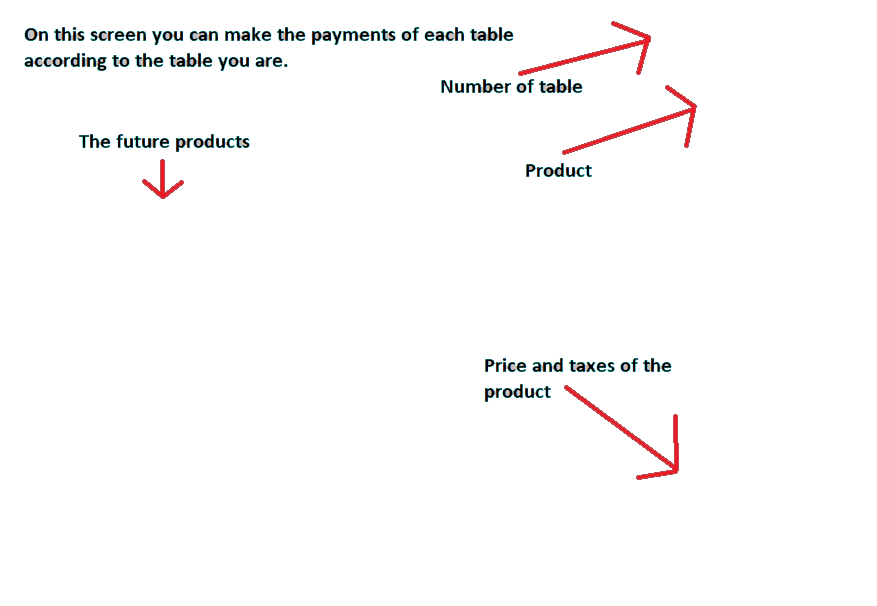 On this screen you can make the payments of each table
according to the table you are.
Number of table
The future products
Product
Price and taxes of the
product